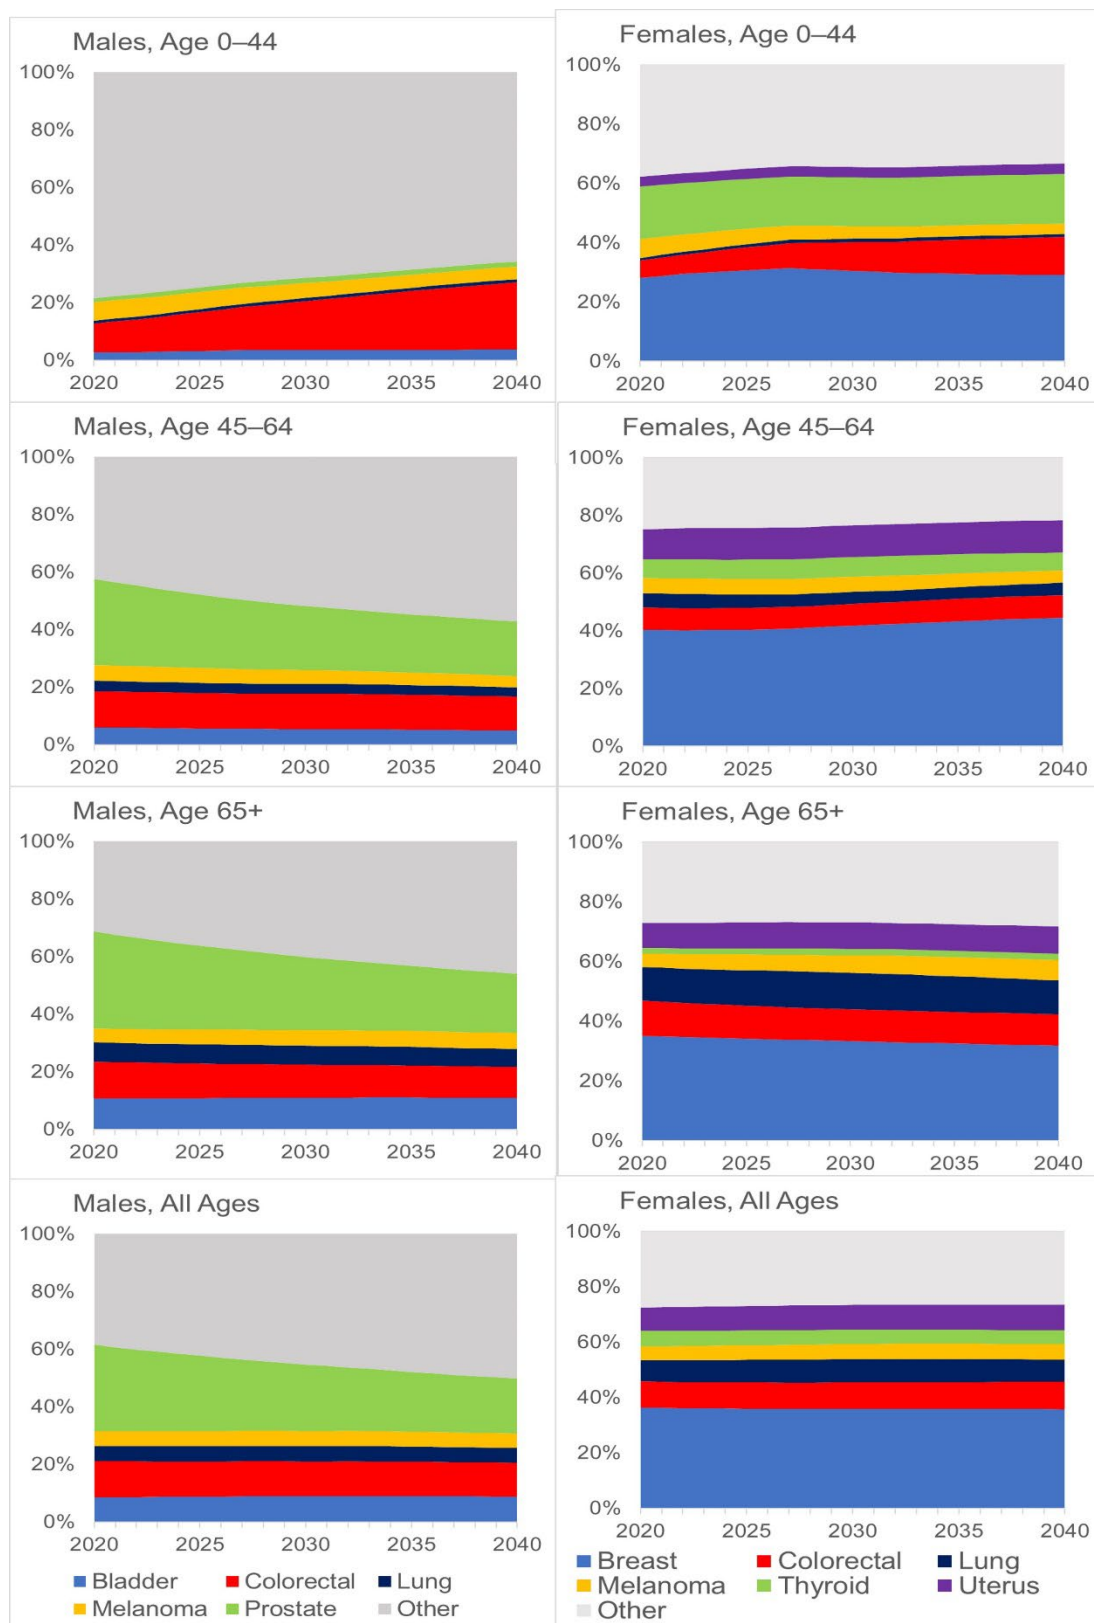 Males, Age 0–44
100%
80%
60%
40%
20%
0%
2020 2025 2030 2035 2040
Females, Age 0–44
100%
80%
60%
40%
20%
0%
2020 2025 2030 2035 2040
Males, Age 45–64
100%
80%
60%
40%
20%
0%
2020 2025 2030 2035 2040
Females, Age 45–64
100%
80%
60%
40%
20%
0%
2020 2025 2030 2035 2040
Males, Age 65+
100%
80%
60%
40%
20%
0%
2020 2025 2030 2035 2040
Females, Age 65+
100%
80%
60%
40%
20%
0%
2020 2025 2030 2035 2040
Males, All Ages
100%
80%
60%
40%
20%
0%
2020 2025 2030 2035 2040
Bladder Colorectal Lung
Melanoma Prostate Other
Females, All Ages
100%
80%
60%
40%
20%
0%
2020 2025 2030 2035 2040
Breast Colorectal Lung
Melanoma Thyroid Uterus
Other